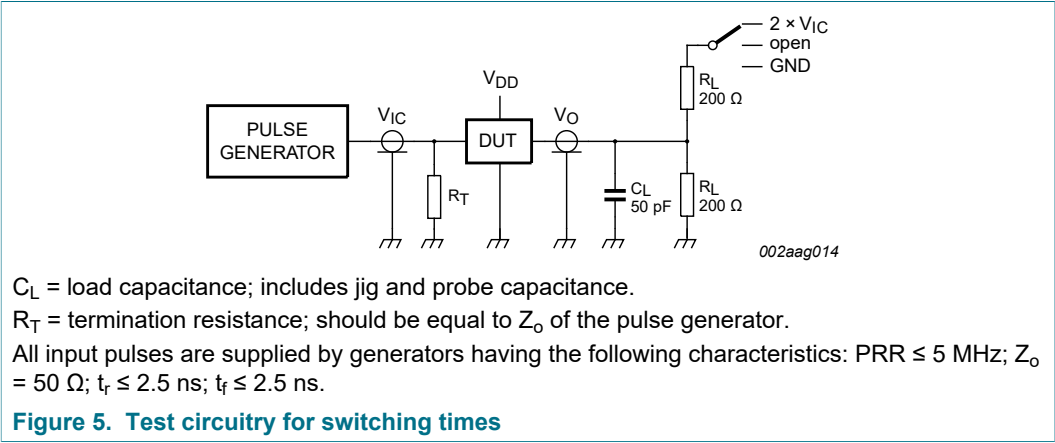 2 × VIC
open
GND
RL
200 Ω
VDD
VIC
VO
PULSE
GENERATOR
DUT
RT
CL
50 pF
RL
200 Ω
002aag014
CL = load capacitance; includes jig and probe capacitance.
RT = termination resistance; should be equal to Zo of the pulse generator.
All input pulses are supplied by generators having the following characteristics: PRR ≤ 5 MHz; Zo
= 50 Ω; tr ≤ 2.5 ns; tf ≤ 2.5 ns.
Figure 5. Test circuitry for switching times